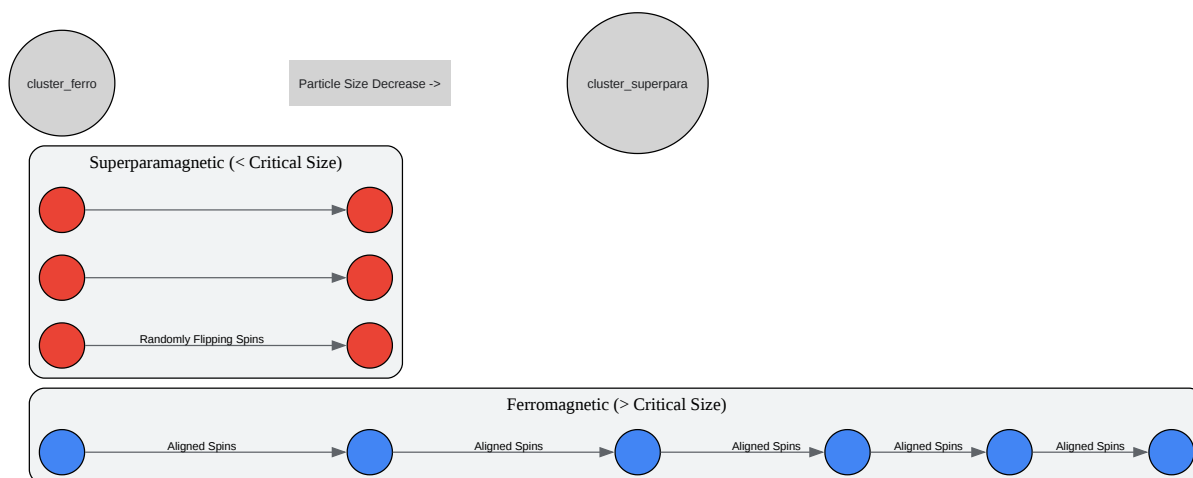 cluster_ferro
Particle Size Decrease ->
cluster_superpara
Superparamagnetic (< Critical Size)
Randomly Flipping Spins
Ferromagnetic (> Critical Size)
Aligned Spins
Aligned Spins
Aligned Spins
Aligned Spins
Aligned Spins